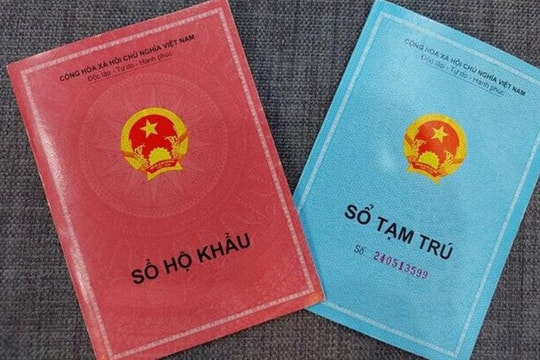 CỘNG HÒA XÃ HỘI CHỦ NGHĨA VIỆT NAM
Độc lập - Tự do - Hạnh phúc
SỔ HỘ KHẨU
CỘNG HÒA XÃ HỘI CHỦ NGHĨA VIỆT NAM
Độc lập - Tự do - Hạnh phúc
SỔ TẠM TRÚ
Số: 240513599